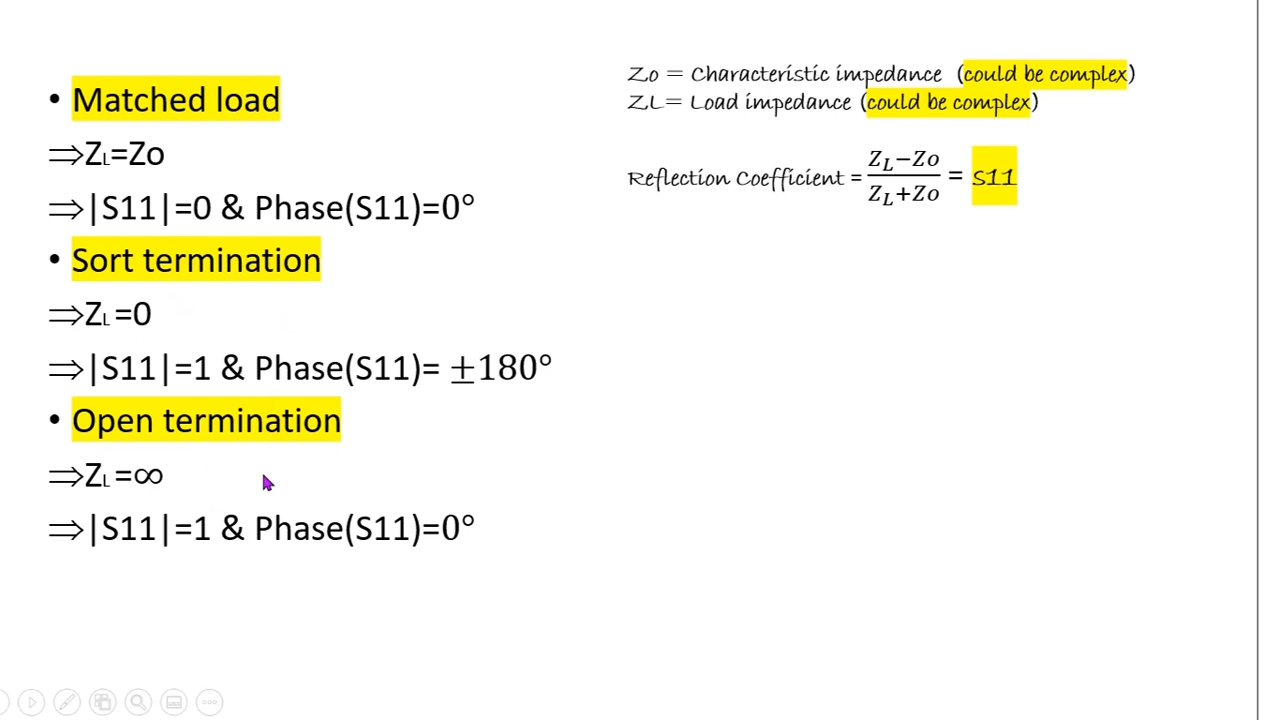 • Matched load
⇒ZL=Zo
⇒|S11|=0 & Phase(S11)=0°
• Sort termination
⇒ZL =0
⇒|S11|=1 & Phase(S11)= ±180°
• Open termination
⇒ZL =∞
⇒|S11|=1 & Phase(S11)=0°
Zo = Characteristic impedance (could be complex)
ZL= Load impedance (could be complex)
Reflection Coefficient = (ZL−Zo)/(ZL+Zo) = S11